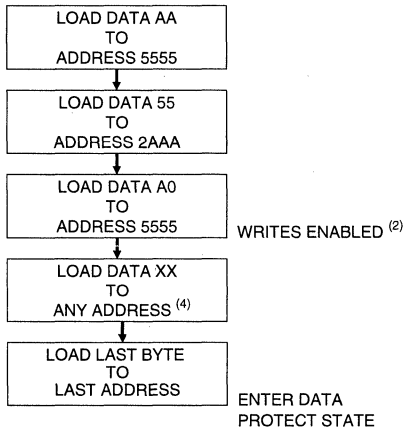 LOAD DATA AA
TO
ADDRESS 5555
LOAD DATA 55
TO
ADDRESS 2AAA
LOAD DATA A0
TO
ADDRESS 5555
WRITES ENABLED (2)
LOAD DATA XX
TO
ANY ADDRESS (4)
LOAD LAST BYTE
TO
LAST ADDRESS
ENTER DATA
PROTECT STATE